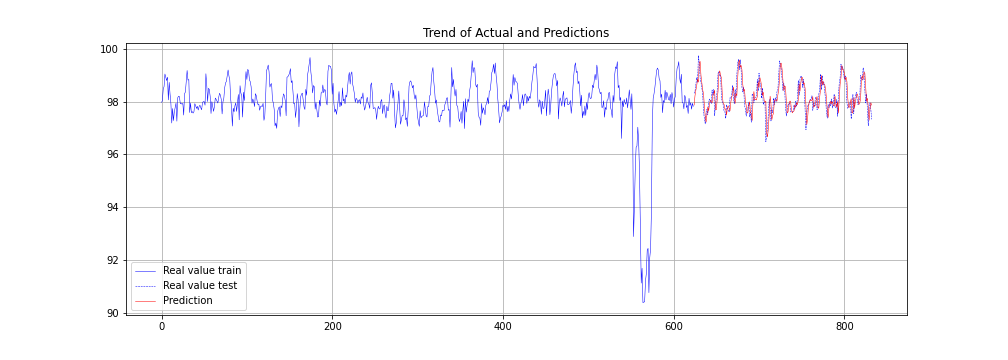 Trend of Actual and Predictions
100
98
96
94
92
90
Real value train
Real value test
Prediction
0
200
400
600
800